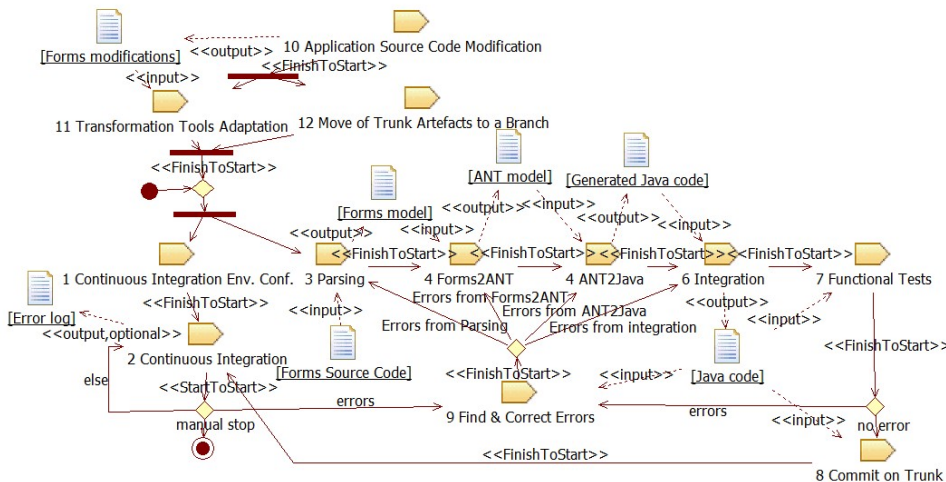 10 Application Source Code Modification
<<output>>
[Forms modifications]
<<FinishToStart>>
<<input>>
11 Transformation Tools Adaptation
12 Move of Trunk Artefacts to a Branch
<<FinishToStart>>
[ANT model]
[Generated Java code]
[Forms model]
<<output>>
<<input>>
<<output>>
<<input>>
<<output>>
<<input>>
<<FinishToStart>>
<<FinishToStart>>
<<FinishToStart>>
<<FinishToStart>>
1 Continuous Integration Env. Conf.
3 Parsing
4 Forms2ANT
4 ANT2Java
6 Integration
7 Functional Tests
<<FinishToStart>>
Errors from Forms2ANT
<<output>>
[Error log]
<<input>>
Errors from ANT2Java
<<input>>
<<output,optional>>
Errors from Parsing
Errors from integration
<<FinishToStart>>
2 Continuous Integration
else
[Forms Source Code]
<<FinishToStart>>
<<input>>
[Java code]
<<StartToStart>>
errors
9 Find & Correct Errors
errors
<<input>>
manual stop
no error
<<FinishToStart>>
8 Commit on Trunk